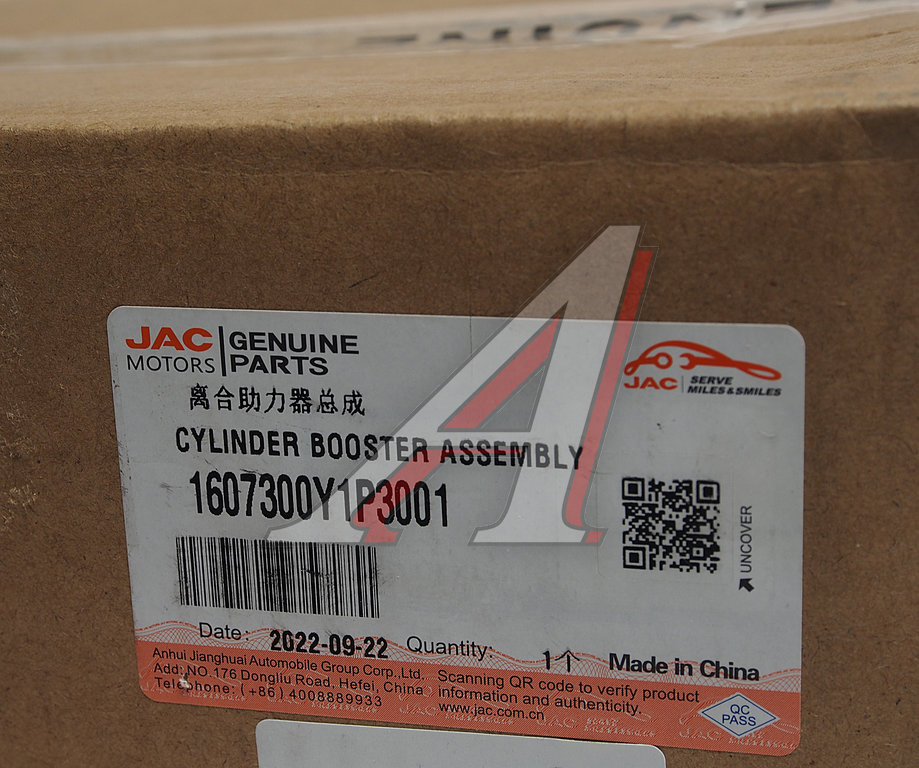 JAC MOTORS
GENUINE PARTS
JAC
SERVE
MILES&SMILES
离合助力器总成
CYLINDER BOOSTER ASSEMBLY
1607300Y1P3001
UNCOVER
Date: 2022-09-22 Quantity: 1个 Made in China
Anhui Jianghuai Automobile Group Corp., Ltd.
Add: NO.176 Dongliu Road, Hefei, China
Telephone: (+86) 4008889933
Scanning QR code to verify product
information and authenticity.
www.jac.com.cn
QC
PASS